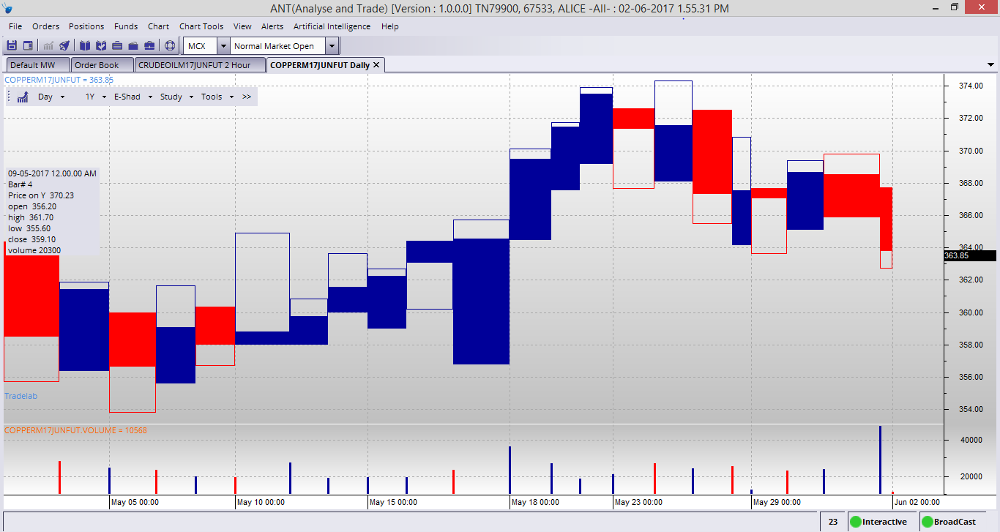 ANT(Analyse and Trade) [Version : 1.0.0.0] TN79900, 67533, ALICE -All- : 02-06-2017 1.55.31 PM
File Orders Positions Funds Chart Chart Tools View Alerts Artificial Intelligence Help
MCX Normal Market Open
Default MW Order Book CRUDEOILM17JUNFUT 2 Hour COPPERM17JUNFUT Daily
COPPERM17JUNFUT = 363.85
Day 1Y E-Shad Study Tools >>
09-05-2017 12.00.00 AM
Bar# 4
Price on Y 370.23
open 356.20
high 361.70
low 355.60
close 359.10
volume 20300
374.00
372.00
370.00
368.00
366.00
364.00
363.85
362.00
360.00
358.00
356.00
354.00
Tradelab
COPPERM17JUNFUT.VOLUME = 10568
40000
20000
May 05 00:00 May 10 00:00 May 15 00:00 May 18 00:00 May 23 00:00 May 29 00:00 Jun 02 00:00
23 Interactive BroadCast